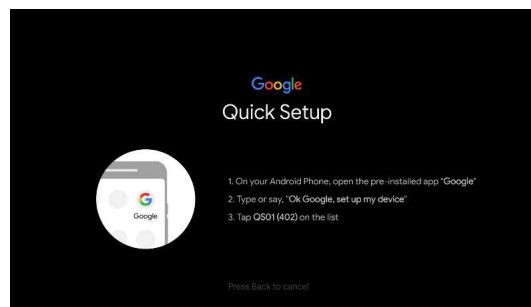 Google
Quick Setup
1. On your Android Phone, open the pre-installed app "Google"
2. Type or say, "Ok Google, set up my device"
3. Tap QS01 (402) on the list
G
Google
Press Back to cancel